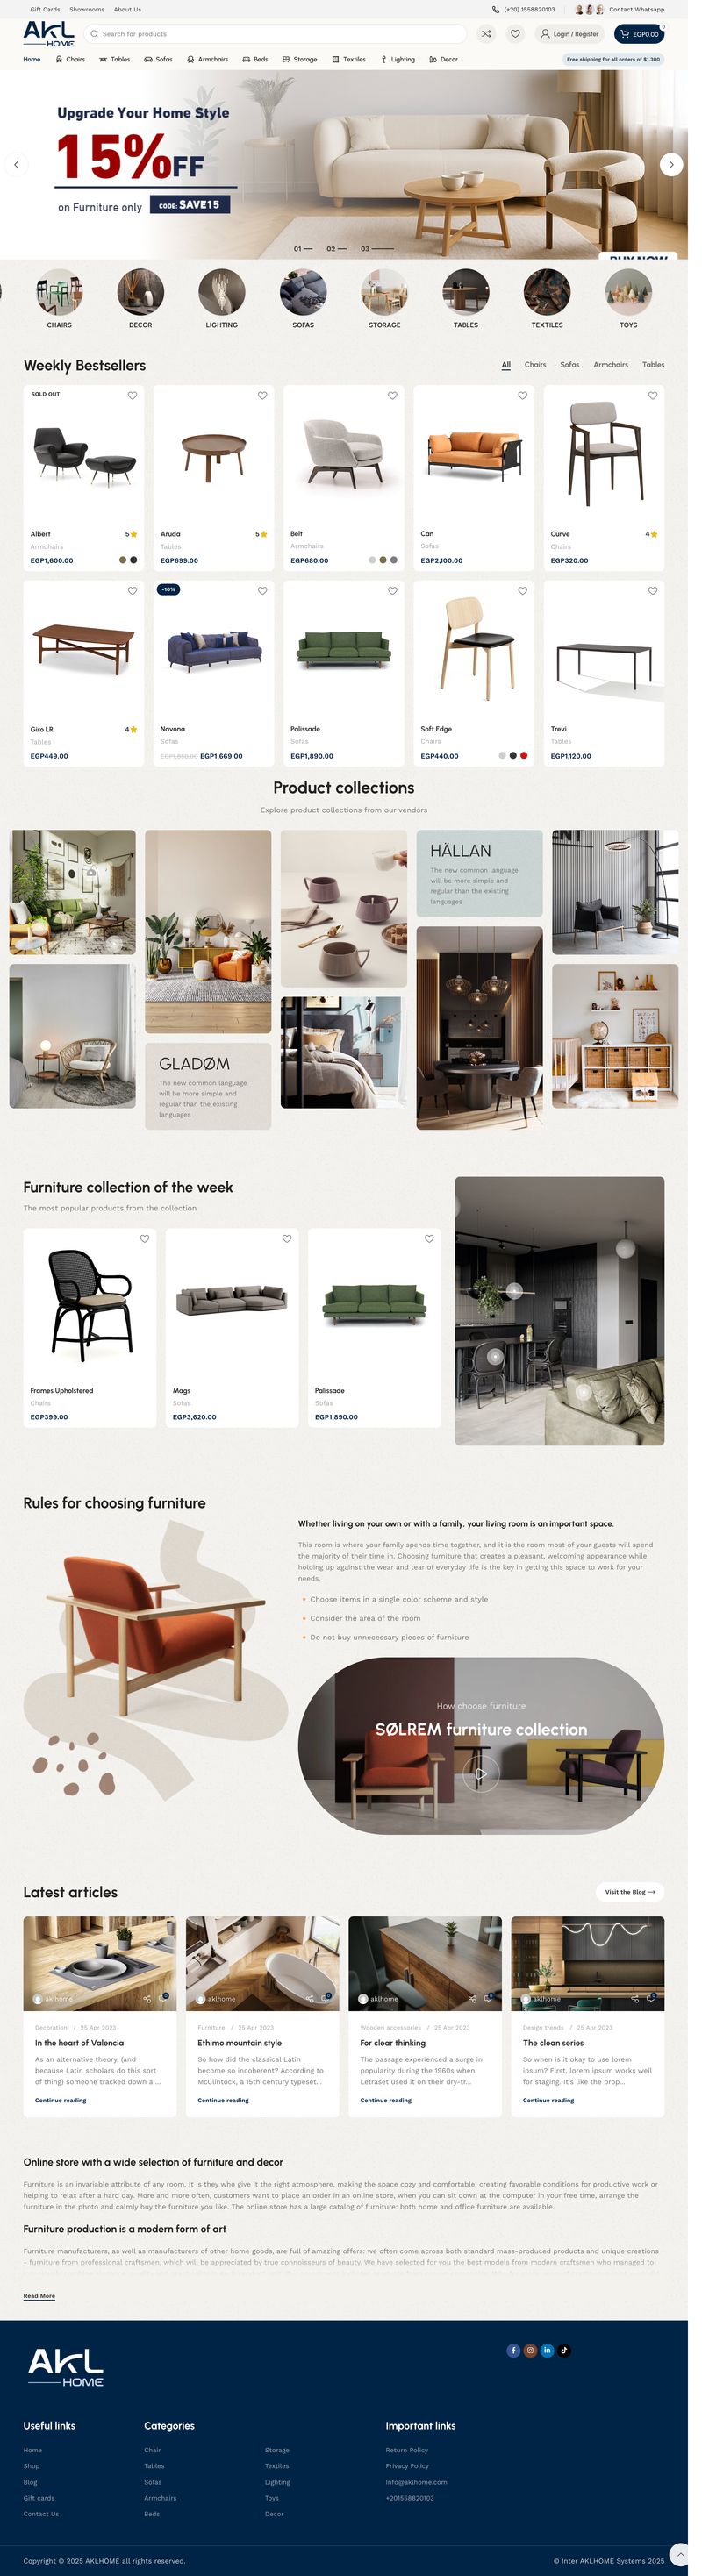 Gift Cards Showrooms About Us
(+20) 1558820103 Contact Whatsapp
AKL
HOME
Search for products
Login / Register
0
EGP0.00
Home Chairs Tables Sofas Armchairs Beds Storage Textiles Lighting Decor
Free shipping for all orders of $1.300
Upgrade Your Home Style
15%FF
on Furniture only CODE: SAVE15
01 02 03
BUY NOW
CHAIRS DECOR LIGHTING SOFAS STORAGE TABLES TEXTILES TOYS
Weekly Bestsellers
All Chairs Sofas Armchairs Tables
SOLD OUT
Albert 5
Armchairs
EGP1,600.00
Aruda 5
Tables
EGP699.00
Belt
Armchairs
EGP680.00
Can
Sofas
EGP2,100.00
Curve 4
Chairs
EGP320.00
Giro LR 4
Tables
EGP449.00
-10%
Navona
Sofas
EGP1,669.00
Palissade
Sofas
EGP1,890.00
Soft Edge
Chairs
EGP440.00
Trevi
Tables
EGP1,120.00
Product collections
Explore product collections from our vendors
HÄLLAN
The new common language
will be more simple and
regular than the existing
languages
GLADØM
The new common language
will be more simple and
regular than the existing
languages
Furniture collection of the week
The most popular products from the collection
Frames Upholstered
Chairs
EGP399.00
Mags
Sofas
EGP3,620.00
Palissade
Sofas
EGP1,890.00
Rules for choosing furniture
Whether living on your own or with a family, your living room is an important space.
This room is where your family spends time together, and it is the room most of your guests will spend
the majority of their time in. Choosing furniture that creates a pleasant, welcoming appearance while
holding up against the wear and tear of everyday life is the key in getting this space to work for your
needs.
Choose items in a single color scheme and style
Consider the area of the room
Do not buy unnecessary pieces of furniture
How choose furniture
SØLREM furniture collection
Latest articles
Visit the Blog
aklhome 0
Decoration / 25 Apr 2023
In the heart of Valencia
As an alternative theory, (and
because Latin scholars do this sort
of thing) someone tracked down a ...
Continue reading
aklhome 0
Furniture / 25 Apr 2023
Ethimo mountain style
So how did the classical Latin
become so incoherent? According to
McClintock, a 15th century typeset...
Continue reading
aklhome 0
Wooden accessories / 25 Apr 2023
For clear thinking
The passage experienced a surge in
popularity during the 1960s when
Letraset used it on their dry-tr...
Continue reading
aklhome 0
Design trends / 25 Apr 2023
The clean series
So when is it okay to use lorem
ipsum? First, lorem ipsum works well
for staging. It's like the prop...
Continue reading
Online store with a wide selection of furniture and decor
Furniture is an invariable attribute of any room. It is they who give it the right atmosphere, making the space cozy and comfortable, creating favorable conditions for productive work or
helping to relax after a hard day. More and more often, customers want to place an order in an online store, when you can sit down at the computer in your free time, arrange the
furniture in the photo and calmly buy the furniture you like. The online store has a large catalog of furniture: both home and office furniture are available.
Furniture production is a modern form of art
Furniture manufacturers, as well as manufacturers of other home goods, are full of amazing offers: we often come across both standard mass-produced products and unique creations
- furniture from professional craftsmen, which will be appreciated by true connoisseurs of beauty. We have selected for you the best models from modern craftsmen who managed to
Read More
AKL
HOME
Useful links
Home
Shop
Blog
Gift cards
Contact Us
Categories
Chair
Tables
Sofas
Armchairs
Beds
Storage
Textiles
Lighting
Toys
Decor
Important links
Return Policy
Privacy Policy
Info@aklhome.com
+201558820103
Copyright © 2025 AKLHOME all rights reserved.
© Inter AKLHOME Systems 2025